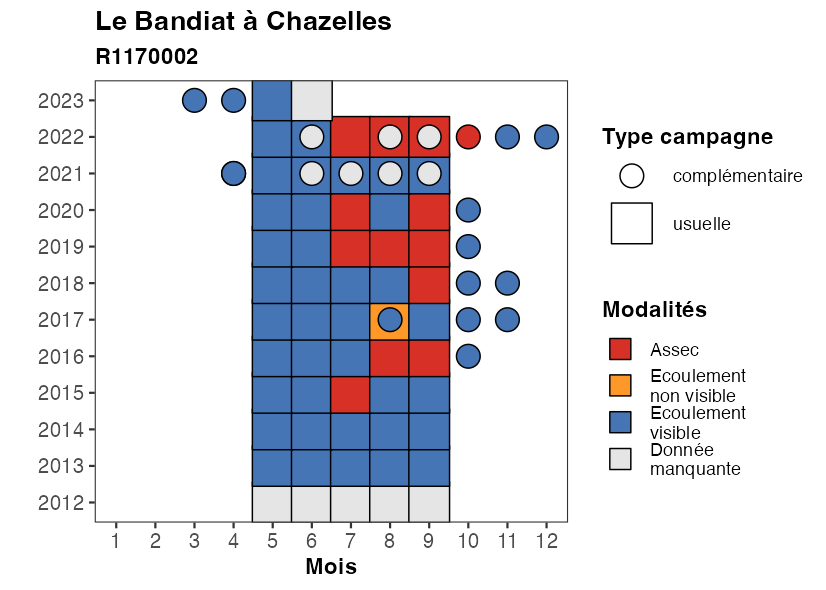 Le Bandiat à Chazelles
R1170002
2023
2022
2021
2020
2019
2018
2017
2016
2015
2014
2013
2012
1 2 3 4 5 6 7 8 9 10 11 12
Mois
Type campagne
complémentaire
usuelle
Modalités
Assec
Ecoulement
non visible
Ecoulement
visible
Donnée
manquante